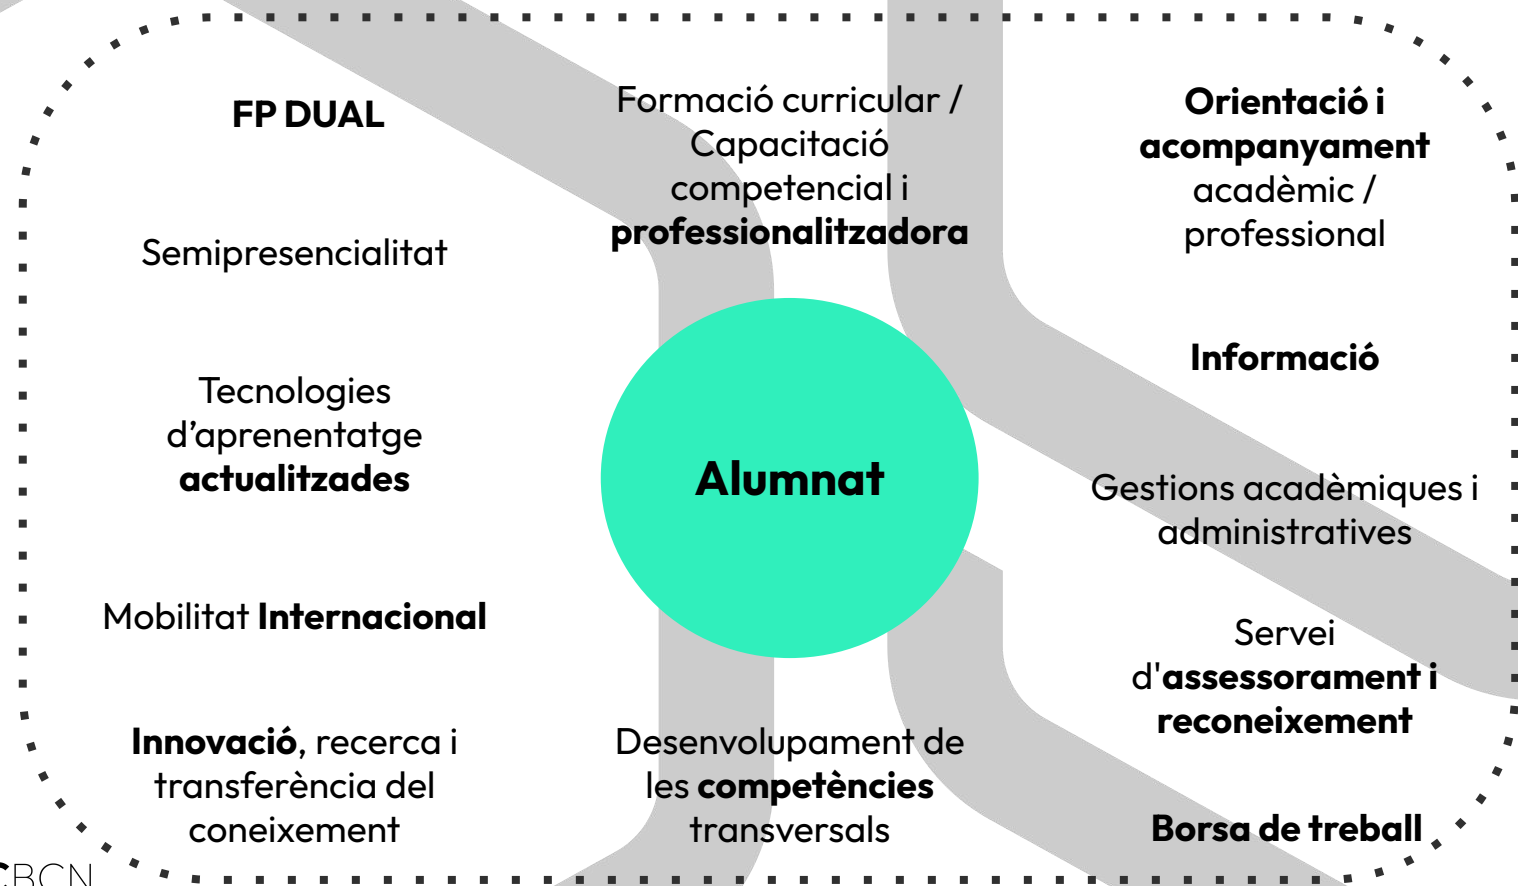 FP DUAL
Semipresencialitat
Tecnologies
d’aprenentatge
actualitzades
Mobilitat Internacional
Innovació, recerca i
transferència del
coneixement
Formació curricular /
Capacitació
competencial i
professionalitzadora
Alumnat
Desenvolupament de
les competències
transversals
Orientació i
acompanyament
acadèmic /
professional
Informació
Gestions acadèmiques i
administratives
Servei
d'assessorament i
reconeixement
Borsa de treball